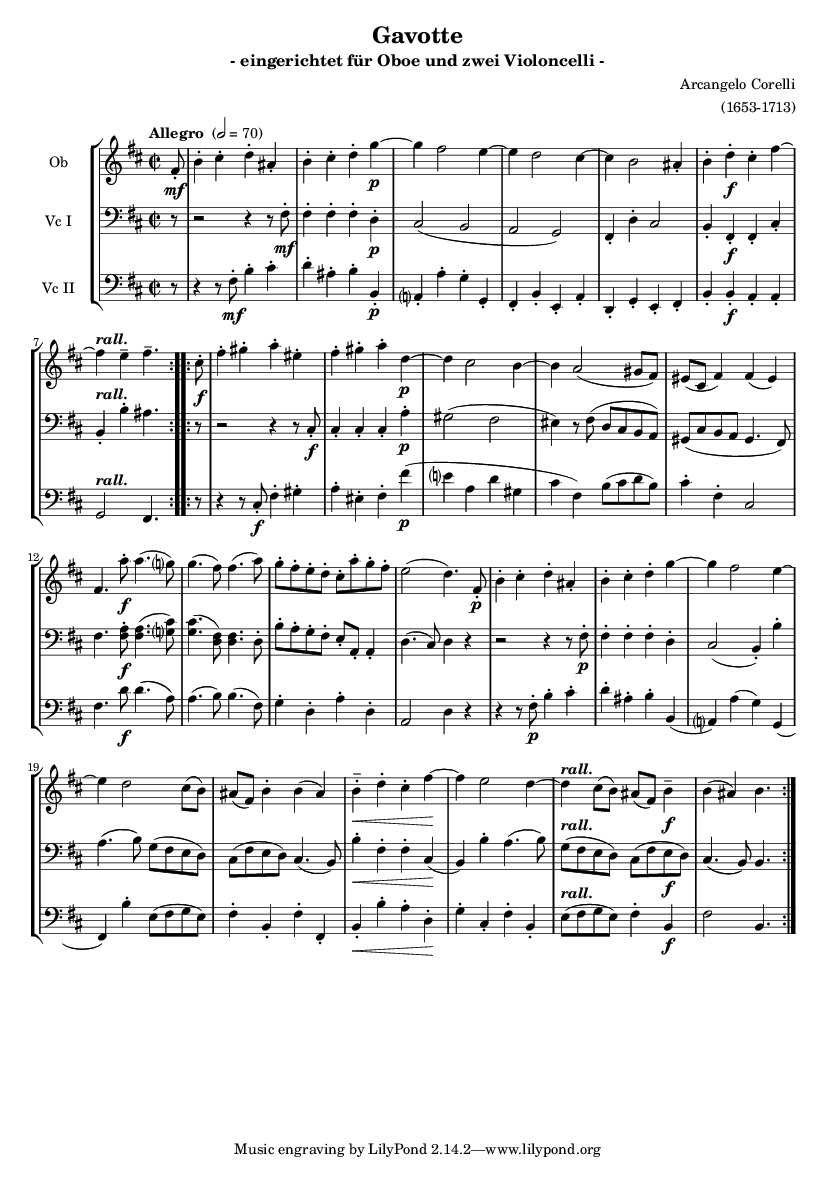 Gavotte
- eingerichtet für Oboe und zwei Violoncelli -
Arcangelo Corelli
(1653-1713)
Allegro (𝅗𝅥 = 70)
Ob
mf
p
f
Vc I
mf
p
f
Vc II
mf
p
f
7
rall.
f
p
rall.
f
p
rall.
f
p
12
f
p
f
p
f
p
19
rall.
f
rall.
f
rall.
f
Music engraving by LilyPond 2.14.2—www.lilypond.org